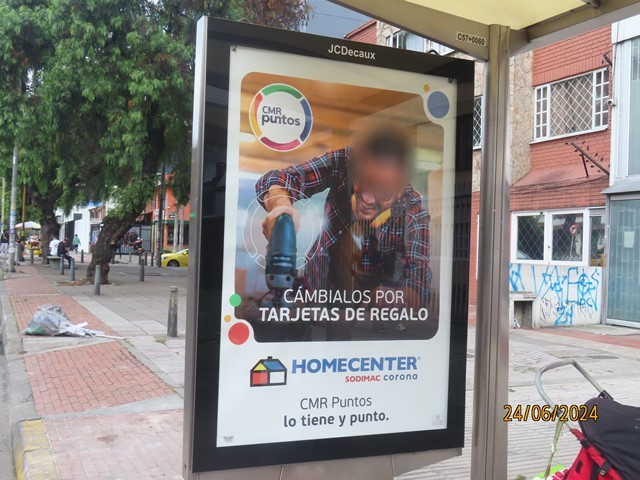 C57+0060
JCDecaux
CMR
puntos
CÁMBIALOS POR
TARJETAS DE REGALO
HOMECENTER
SODIMAC corona
CMR Puntos
lo tiene y punto.
24/06/2024